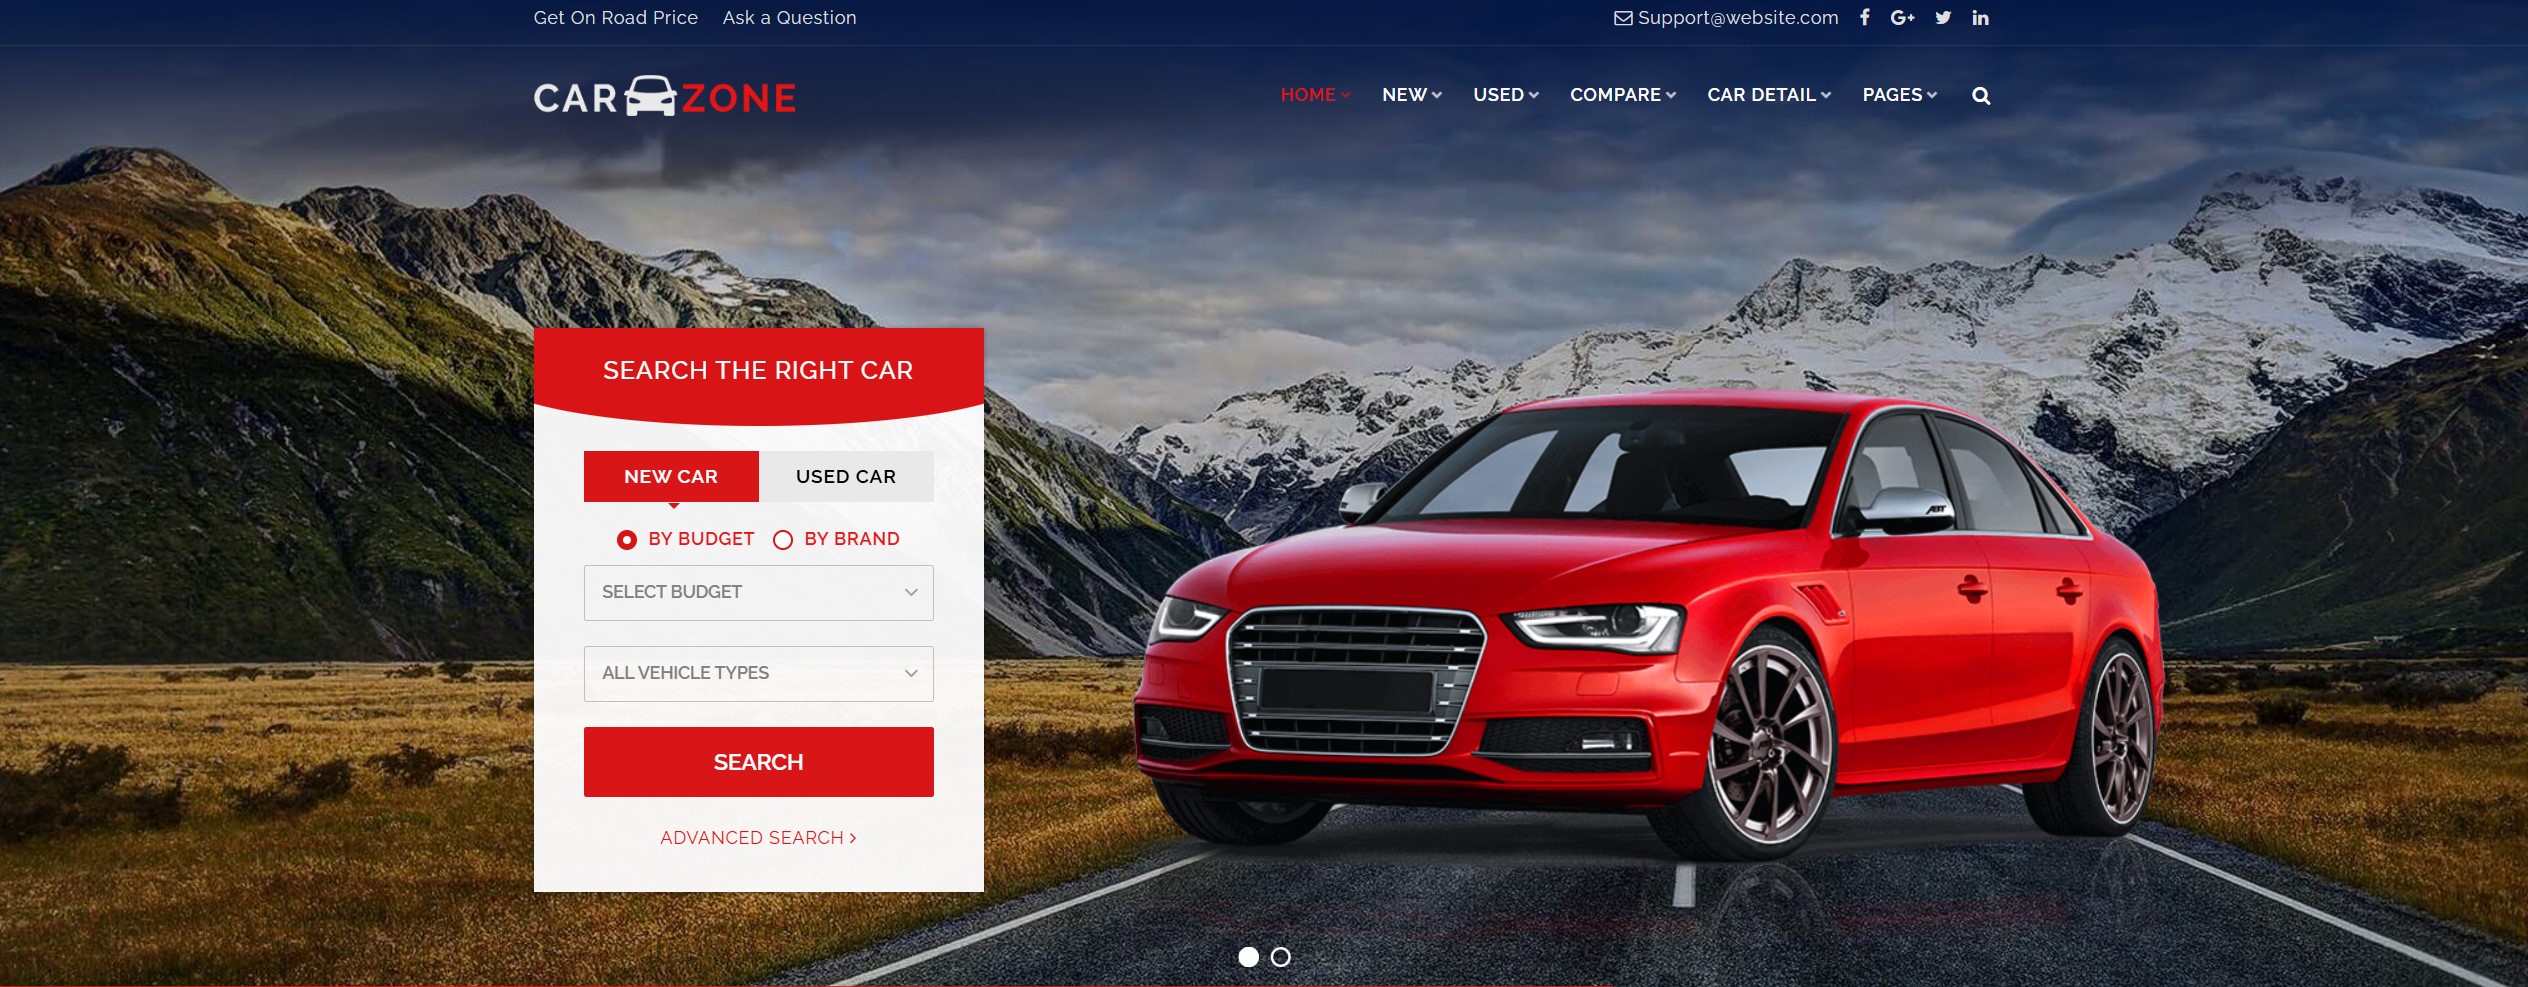 Get On Road Price Ask a Question Support@website.com
CAR ZONE HOME NEW USED COMPARE CAR DETAIL PAGES
SEARCH THE RIGHT CAR
NEW CAR USED CAR
BY BUDGET BY BRAND
SELECT BUDGET
ALL VEHICLE TYPES
SEARCH
ADVANCED SEARCH
ABT